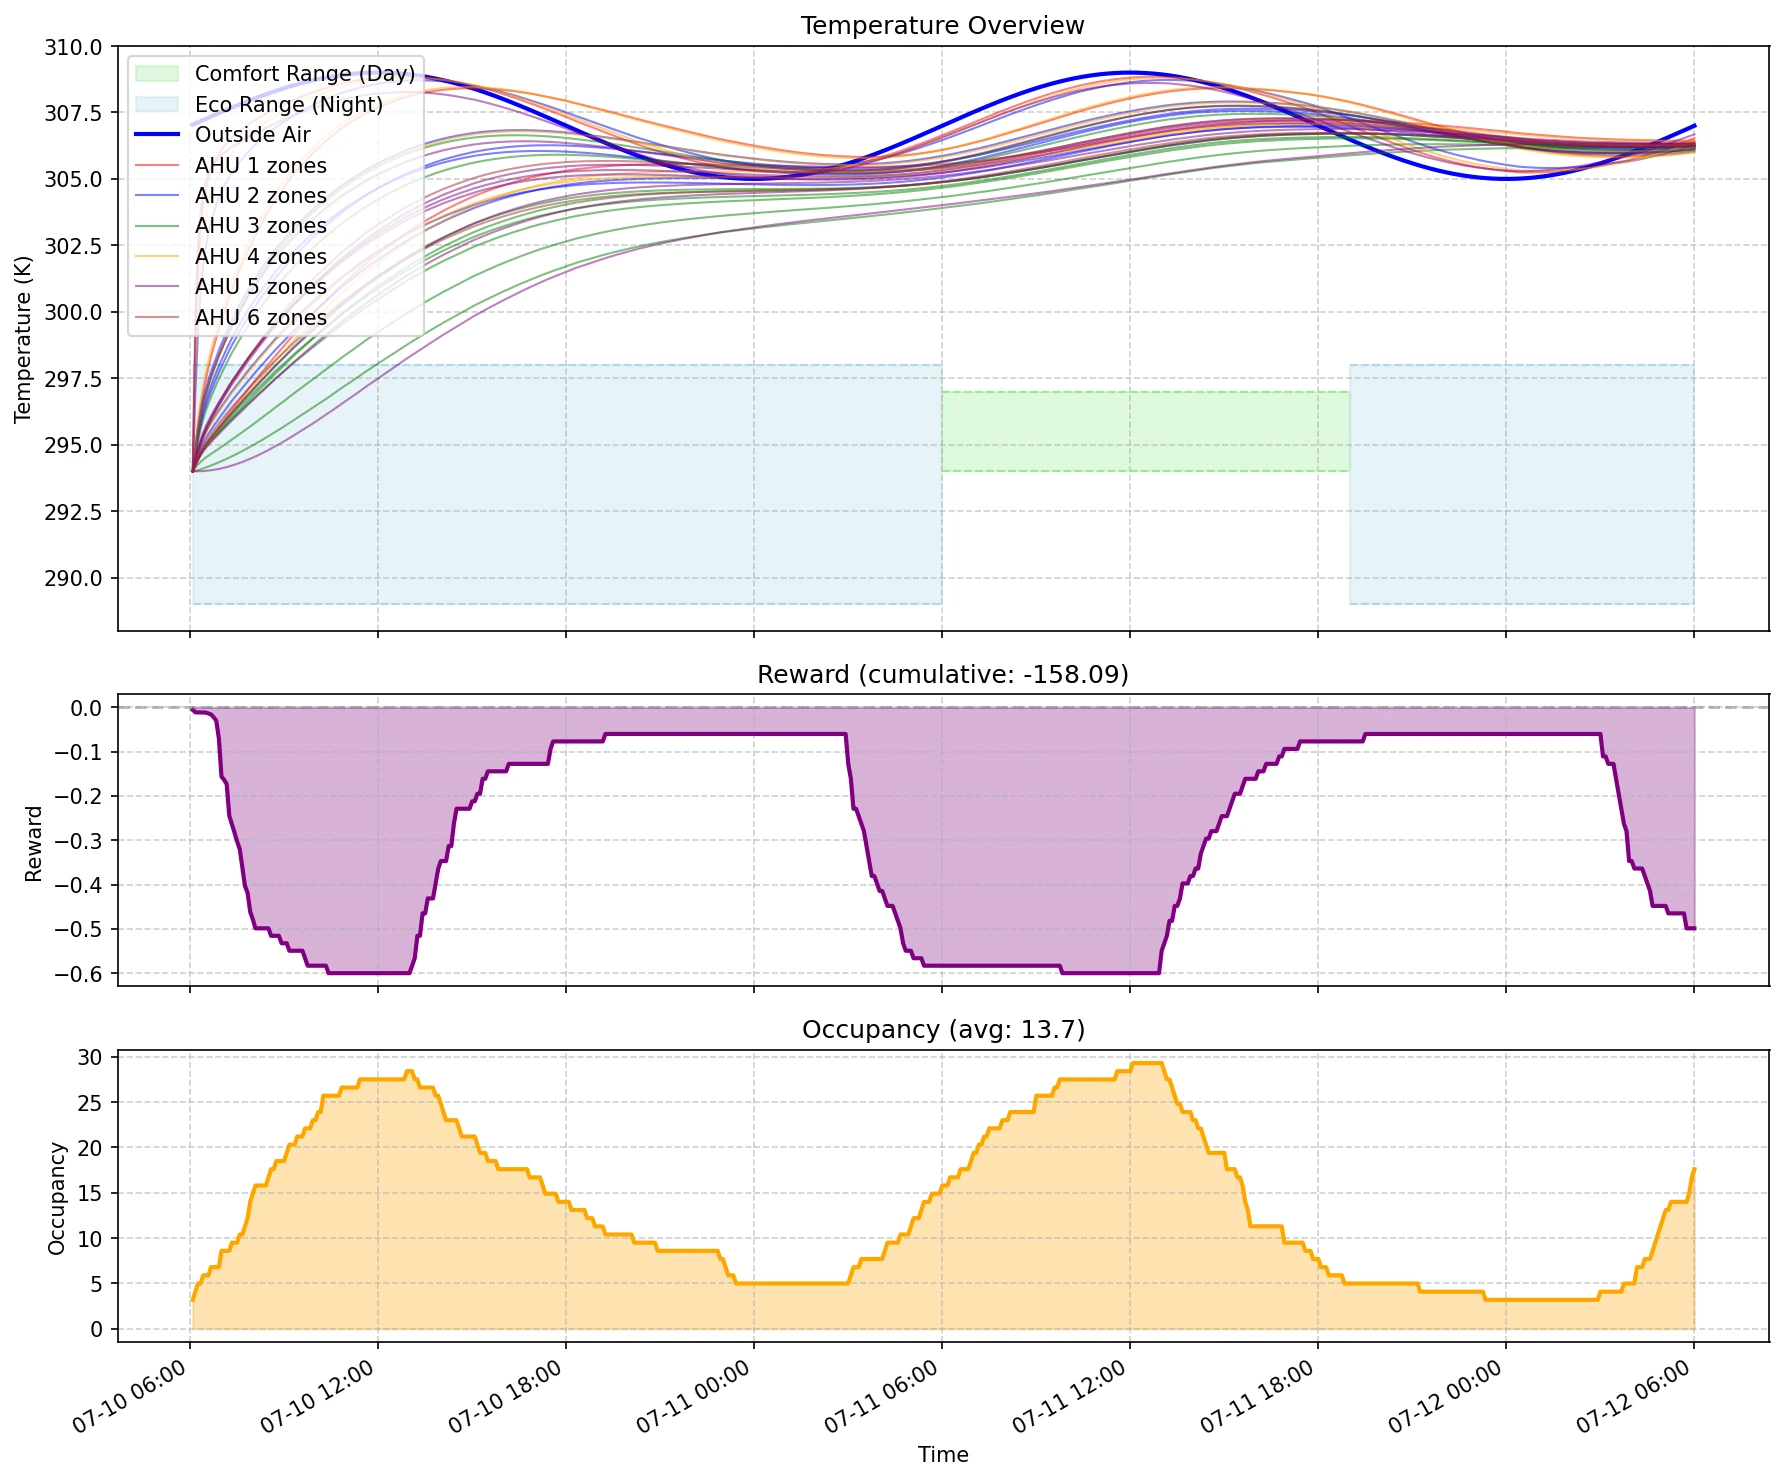 Temperature Overview
310.0
307.5
305.0
302.5
300.0
297.5
295.0
292.5
290.0
Temperature (K)
Comfort Range (Day)
Eco Range (Night)
Outside Air
AHU 1 zones
AHU 2 zones
AHU 3 zones
AHU 4 zones
AHU 5 zones
AHU 6 zones
Reward (cumulative: -158.09)
0.0
−0.1
−0.2
−0.3
−0.4
−0.5
−0.6
Reward
Occupancy (avg: 13.7)
30
25
20
15
10
5
0
Occupancy
07-10 06:00
07-10 12:00
07-10 18:00
07-11 00:00
07-11 06:00
07-11 12:00
07-11 18:00
07-12 00:00
07-12 06:00
Time